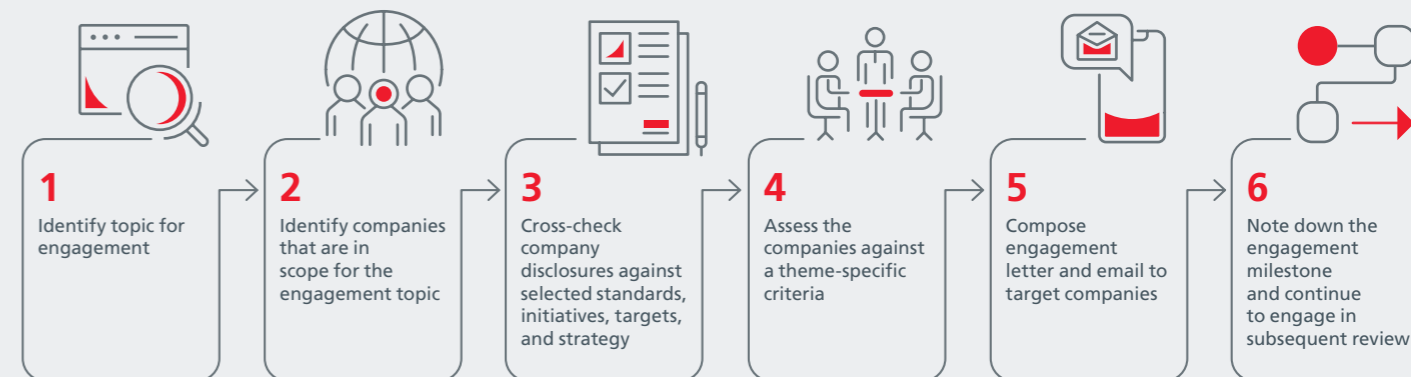 1
Identify topic for
engagement
2
Identify companies
that are in
scope for the
engagement topic
3
Cross-check
company
disclosures against
selected standards,
initiatives, targets,
and strategy
4
Assess the
companies against
a theme-specific
criteria
5
Compose
engagement
letter and email to
target companies
6
Note down the
engagement
milestone
and continue
to engage in
subsequent review